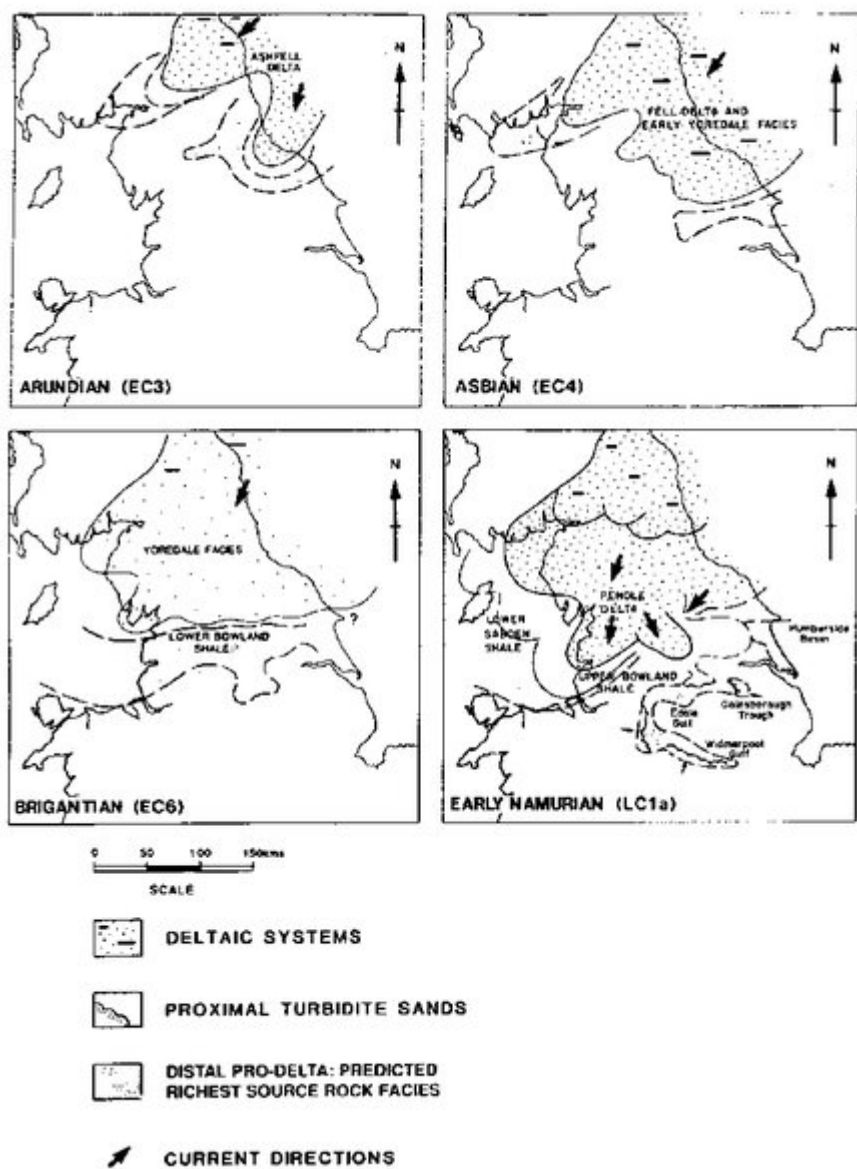 ASHFELL
DELTA
N
ARUNDIAN (EC3)
N
FELL DELTA AND
EARLY YOREDALE FACIES
ASBIAN (EC4)
N
YOREDALE FACIES
?
LOWER BOWLAND
SHALE
BRIGANTIAN (EC6)
N
PENDLE
DELTA
LOWER
SABDEN
SHALE
Humberside
Basin
UPPER BOWLAND
SHALE
Gainsborough
Trough
Edale
Gulf
Widmerpool
Gulf
EARLY NAMURIAN (LC1a)
0 50 100 150kms
SCALE
DELTAIC SYSTEMS
PROXIMAL TURBIDITE SANDS
DISTAL PRO-DELTA: PREDICTED
RICHEST SOURCE ROCK FACIES
CURRENT DIRECTIONS